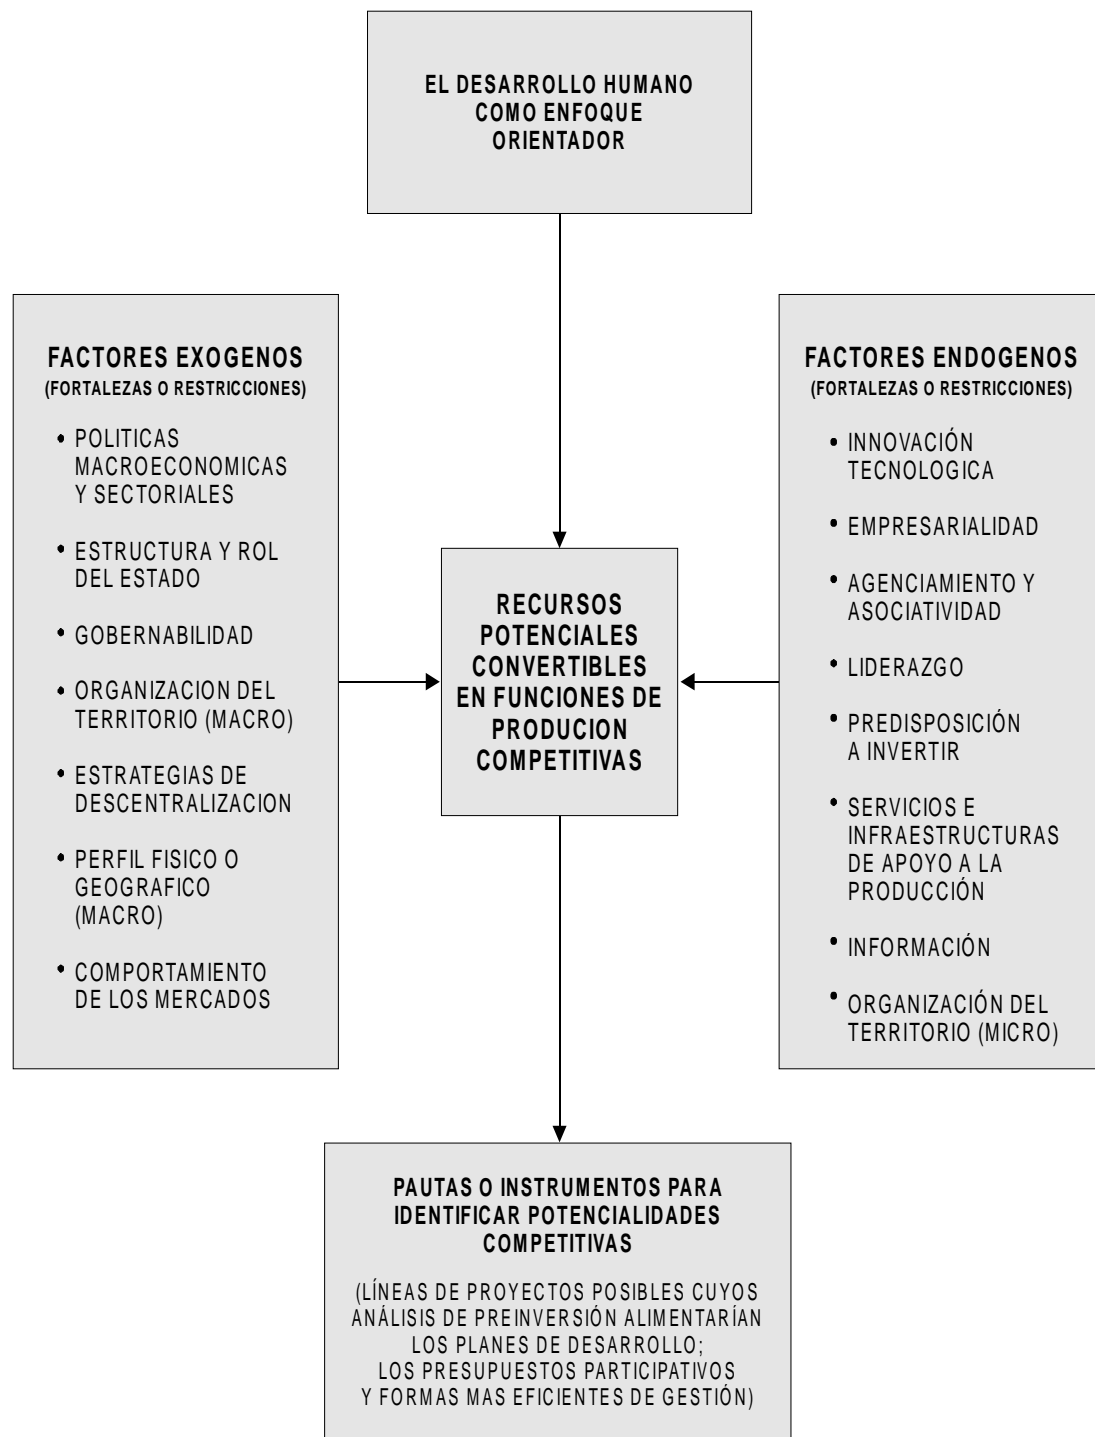 EL DESARROLLO HUMANO
COMO ENFOQUE
ORIENTADOR
FACTORES EXOGENOS
(FORTALEZAS O RESTRICCIONES)
• POLITICAS
MACROECONOMICAS
Y SECTORIALES
• ESTRUCTURA Y ROL
DEL ESTADO
• GOBERNABILIDAD
• ORGANIZACION DEL
TERRITORIO (MACRO)
• ESTRATEGIAS DE
DESCENTRALIZACION
• PERFIL FISICO O
GEOGRAFICO
(MACRO)
• COMPORTAMIENTO
DE LOS MERCADOS
RECURSOS
POTENCIALES
CONVERTIBLES
EN FUNCIONES DE
PRODUCION
COMPETITIVAS
FACTORES ENDOGENOS
(FORTALEZAS O RESTRICCIONES)
• INNOVACIÓN
TECNOLOGICA
• EMPRESARIALIDAD
• AGENCIAMIENTO Y
ASOCIATIVIDAD
• LIDERAZGO
• PREDISPOSICIÓN
A INVERTIR
• SERVICIOS E
INFRAESTRUCTURAS
DE APOYO A LA
PRODUCCIÓN
• INFORMACIÓN
• ORGANIZACIÓN DEL
TERRITORIO (MICRO)
PAUTAS O INSTRUMENTOS PARA
IDENTIFICAR POTENCIALIDADES
COMPETITIVAS
(LÍNEAS DE PROYECTOS POSIBLES CUYOS
ANÁLISIS DE PREINVERSIÓN ALIMENTARÍAN
LOS PLANES DE DESARROLLO;
LOS PRESUPUESTOS PARTICIPATIVOS
Y FORMAS MAS EFICIENTES DE GESTIÓN)